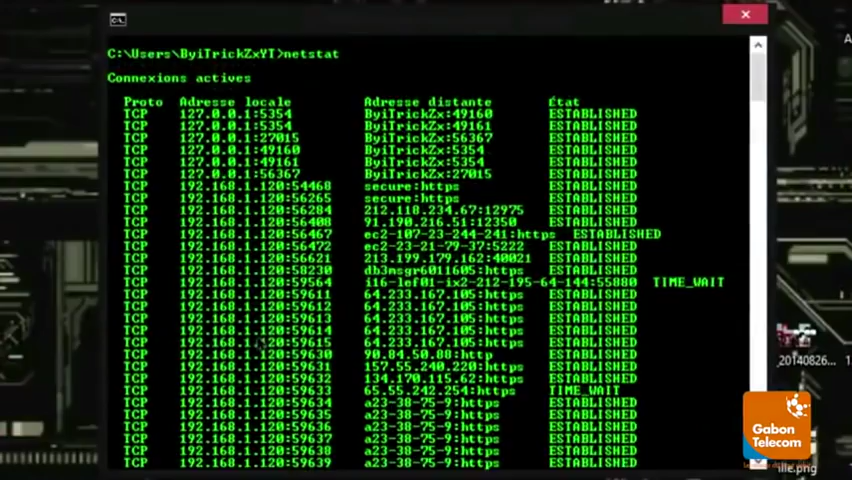 C:\Users\ByiTrickZxYT>netstat
Connexions actives
Proto Adresse locale Adresse distante État
TCP 127.0.0.1:5354 ByiTrickZx:49160 ESTABLISHED
TCP 127.0.0.1:5354 ByiTrickZx:49161 ESTABLISHED
TCP 127.0.0.1:27015 ByiTrickZx:56367 ESTABLISHED
TCP 127.0.0.1:49160 ByiTrickZx:5354 ESTABLISHED
TCP 127.0.0.1:49161 ByiTrickZx:5354 ESTABLISHED
TCP 127.0.0.1:56367 ByiTrickZx:27015 ESTABLISHED
TCP 192.168.1.120:54468 secure:https ESTABLISHED
TCP 192.168.1.120:56265 secure:https ESTABLISHED
TCP 192.168.1.120:56284 212.118.234.67:12975 ESTABLISHED
TCP 192.168.1.120:56408 91.190.216.51:12350 ESTABLISHED
TCP 192.168.1.120:56467 ec2-107-23-244-241:https ESTABLISHED
TCP 192.168.1.120:56472 ec2-23-21-79-37:5222 ESTABLISHED
TCP 192.168.1.120:56621 213.199.179.162:40021 ESTABLISHED
TCP 192.168.1.120:58230 db3msgr6011605:https ESTABLISHED
TCP 192.168.1.120:59564 i16-lef01-ix2-212-195-64-144:55880 TIME_WAIT
TCP 192.168.1.120:59611 64.233.167.105:https ESTABLISHED
TCP 192.168.1.120:59612 64.233.167.105:https ESTABLISHED
TCP 192.168.1.120:59613 64.233.167.105:https ESTABLISHED
TCP 192.168.1.120:59614 64.233.167.105:https ESTABLISHED
TCP 192.168.1.120:59615 64.233.167.105:https ESTABLISHED
TCP 192.168.1.120:59630 90.84.50.88:http ESTABLISHED
TCP 192.168.1.120:59631 157.55.240.220:https ESTABLISHED
TCP 192.168.1.120:59632 134.170.115.62:https ESTABLISHED
TCP 192.168.1.120:59633 65.55.242.254:https TIME_WAIT
TCP 192.168.1.120:59634 a23-38-75-9:https ESTABLISHED
TCP 192.168.1.120:59635 a23-38-75-9:https ESTABLISHED
TCP 192.168.1.120:59636 a23-38-75-9:https ESTABLISHED
TCP 192.168.1.120:59637 a23-38-75-9:https ESTABLISHED
TCP 192.168.1.120:59638 a23-38-75-9:https ESTABLISHED
TCP 192.168.1.120:59639 a23-38-75-9:https ESTABLISHED
20140826...
Gabon
Telecom
ille.png